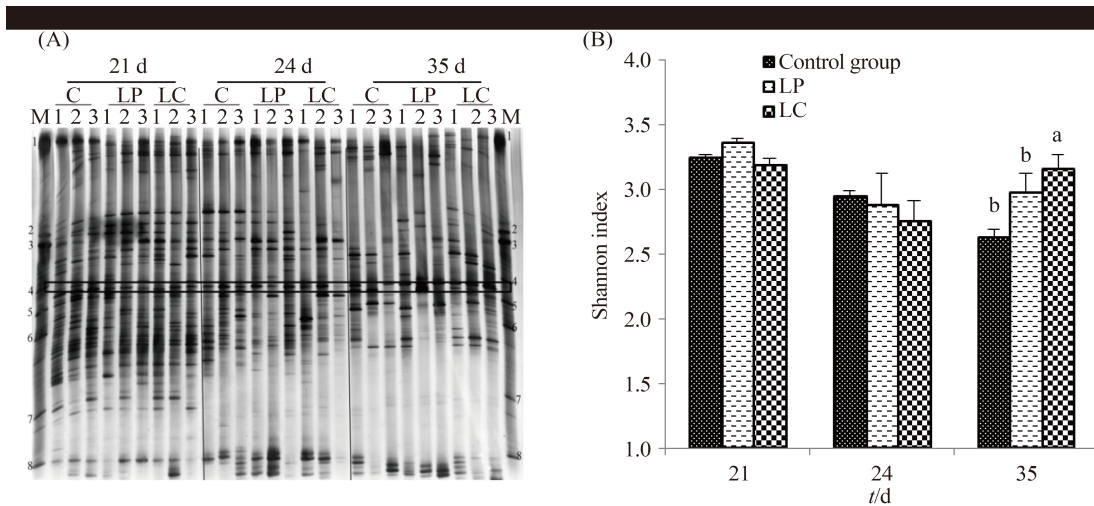 (A)
21 d 24 d 35 d
C LP LC C LP LC C LP LC
M 1 2 3 1 2 3 1 2 3 1 2 3 1 2 3 1 2 3 1 2 3 1 2 3 1 2 3 M
1 1
2 2
3 3
4 4
5 5
6 6
7 7
8 8
(B)
Control group
LP
LC
4.0
3.5
3.0
2.5
2.0
1.5
1.0
Shannon index
b b a
21 24 35
t/d